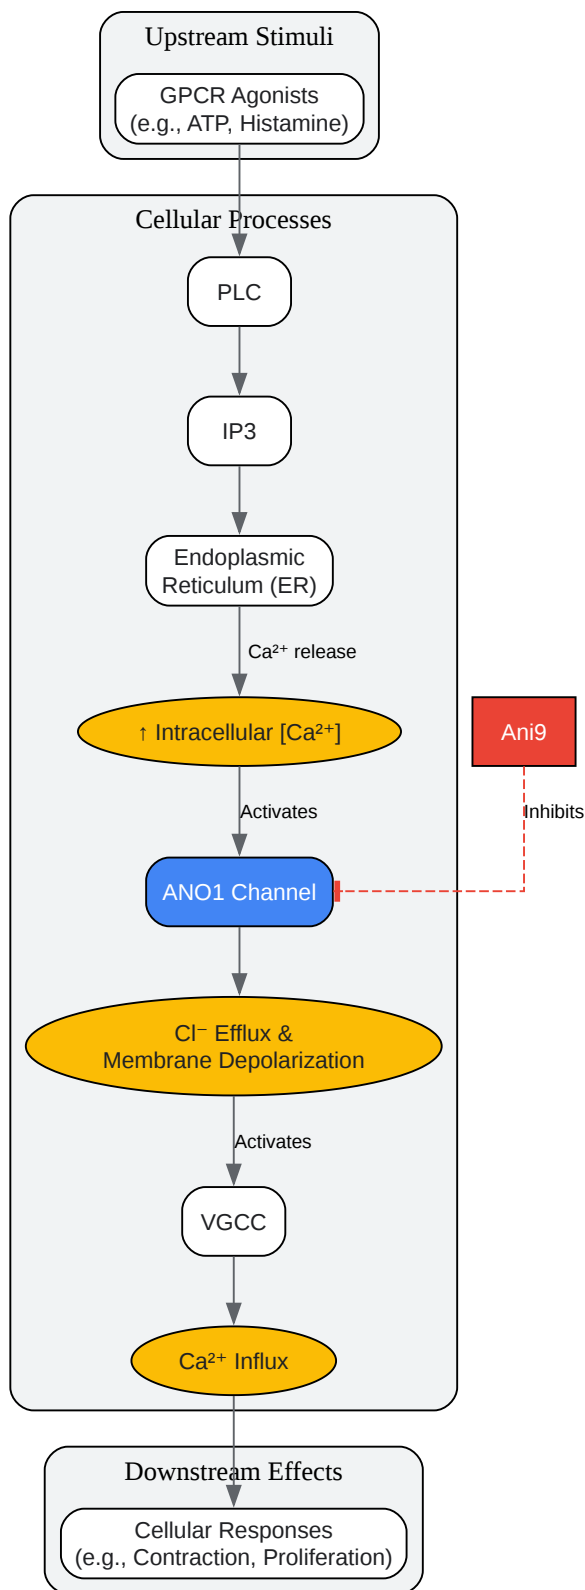 Upstream Stimuli
GPCR Agonists
(e.g., ATP, Histamine)
Cellular Processes
PLC
IP3
Endoplasmic
Reticulum (ER)
Ca²⁺ release
↑ Intracellular [Ca²⁺]
Ani9
Activates
Inhibits
ANO1 Channel
Cl⁻ Efflux &
Membrane Depolarization
Activates
VGCC
Ca²⁺ Influx
Downstream Effects
Cellular Responses
(e.g., Contraction, Proliferation)